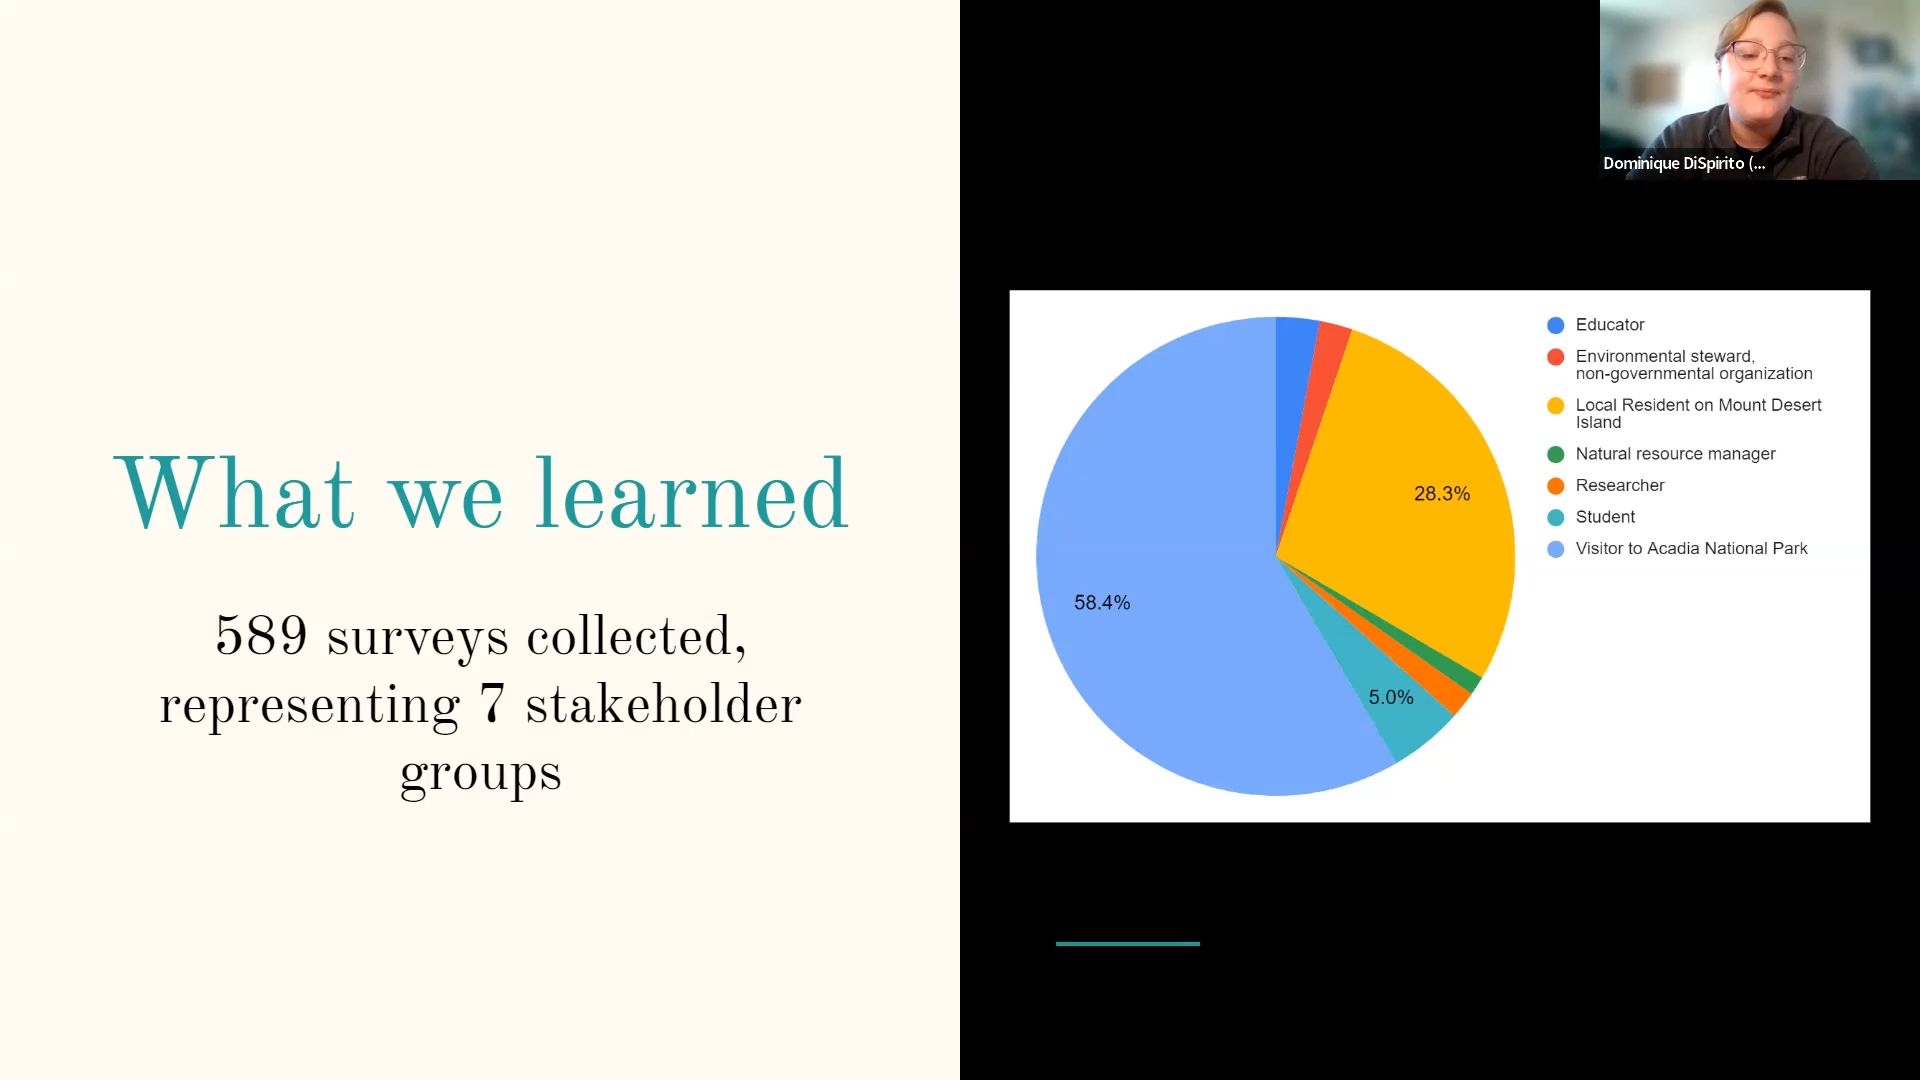 What we learned
589 surveys collected,
representing 7 stakeholder
groups
Dominique DiSpirito (...
Educator
Environmental steward,
non-governmental organization
Local Resident on Mount Desert
Island
Natural resource manager
Researcher
Student
Visitor to Acadia National Park
28.3%
58.4%
5.0%